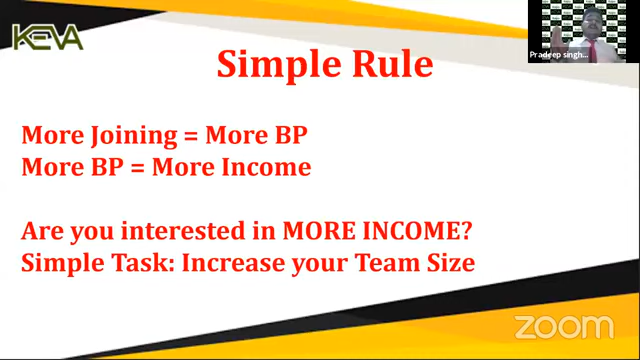 KEVA
Pradeep singh...
Simple Rule
More Joining = More BP
More BP = More Income
Are you interested in MORE INCOME?
Simple Task: Increase your Team Size
zoom